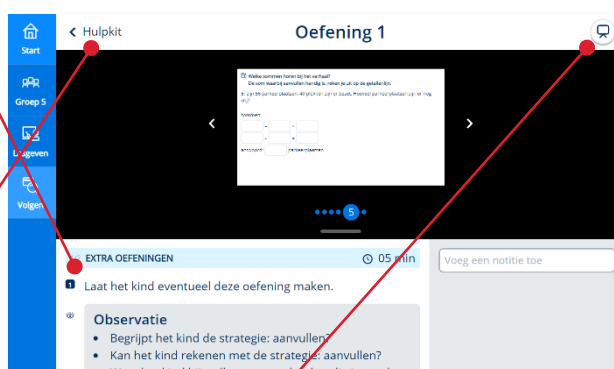 Start
Groep 5
Lesgeven
Volgen
Hulpkit
Oefening 1
Welke sommen horen bij het verhaal?
De som waarbij aanvullen handig is, reken je uit op de getallenlijn.
5
EXTRA OEFENINGEN
05 min
1 Laat het kind eventueel deze oefening maken.
Observatie
• Begrijpt het kind de strategie: aanvullen?
• Kan het kind rekenen met de strategie: aanvullen?
Voeg een notitie toe